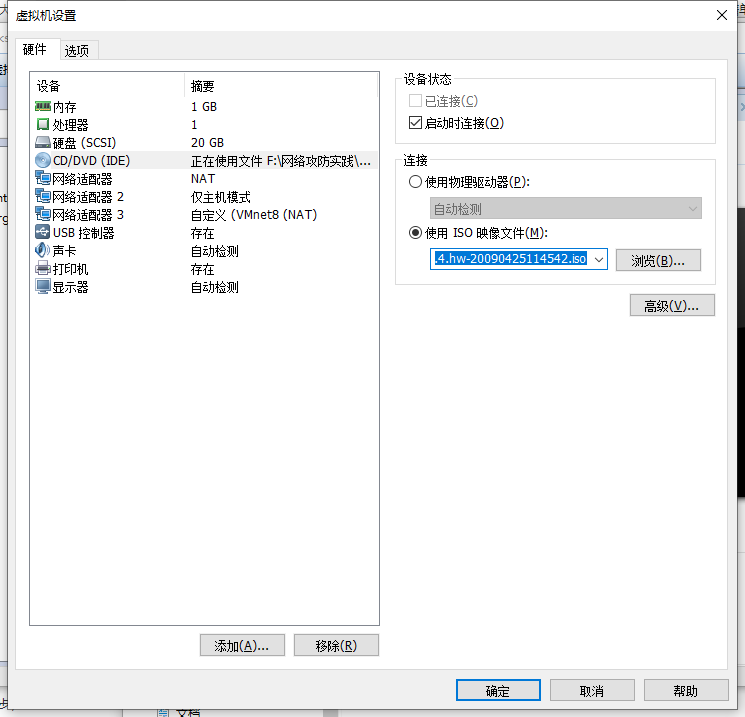 虚拟机设置
硬件 选项
设备 摘要
内存 1 GB
处理器 1
硬盘 (SCSI) 20 GB
CD/DVD (IDE) 正在使用文件 F:\网络攻防实践\...
网络适配器 NAT
网络适配器 2 仅主机模式
网络适配器 3 自定义 (VMnet8 (NAT)
USB 控制器 存在
声卡 自动检测
打印机 存在
显示器 自动检测
添加(A)... 移除(R)
设备状态
已连接(C)
启动时连接(O)
连接
使用物理驱动器(P):
自动检测
使用 ISO 映像文件(M):
.4.hw-20090425114542.iso 浏览(B)...
高级(V)...
确定 取消 帮助